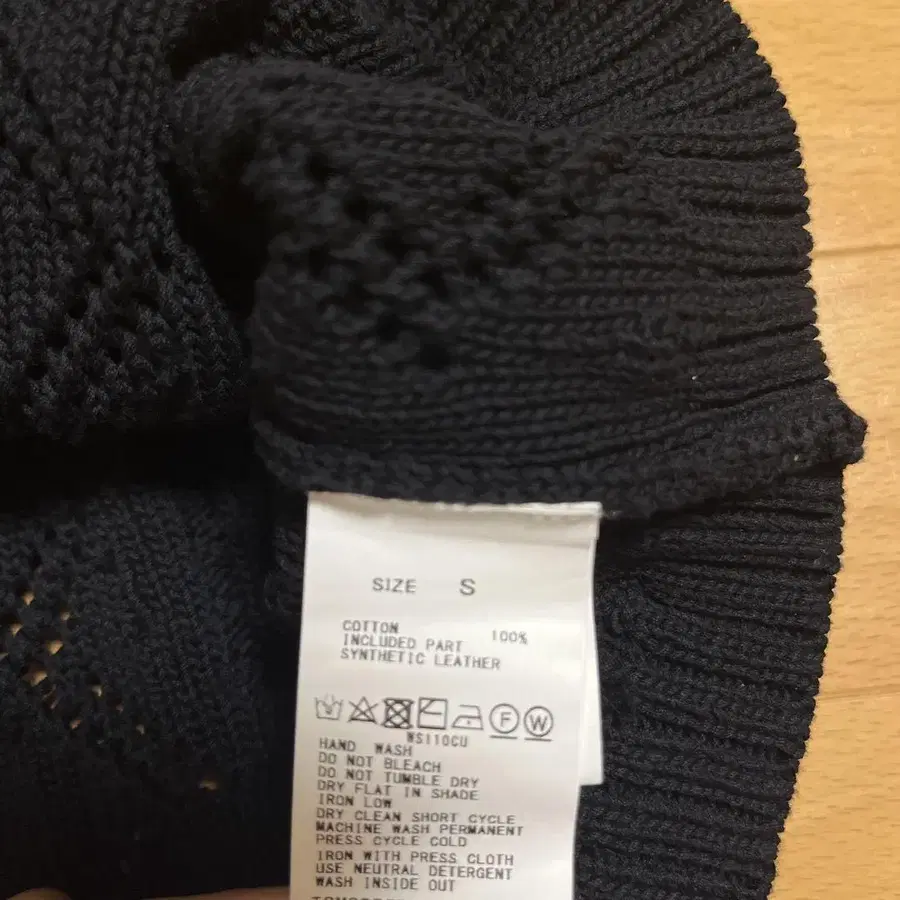 SIZE S
COTTON 100%
INCLUDED PART
SYNTHETIC LEATHER
F W
WS110CU
HAND WASH
DO NOT BLEACH
DO NOT TUMBLE DRY
DRY FLAT IN SHADE
IRON LOW
DRY CLEAN SHORT CYCLE
MACHINE WASH PERMANENT
PRESS CYCLE COLD
IRON WITH PRESS CLOTH
USE NEUTRAL DETERGENT
WASH INSIDE OUT